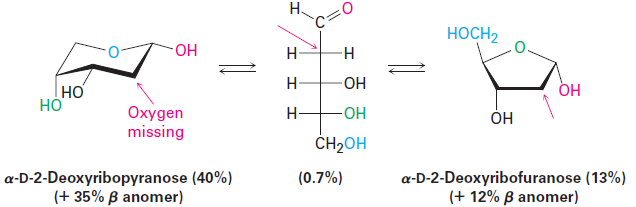 O
OH
HO
HO
Oxygen
missing
α-D-2-Deoxyribopyranose (40%)
(+ 35% β anomer)
H O
C
H H
H OH
H OH
CH2OH
(0.7%)
HOCH2
O
OH
OH
α-D-2-Deoxyribofuranose (13%)
(+ 12% β anomer)